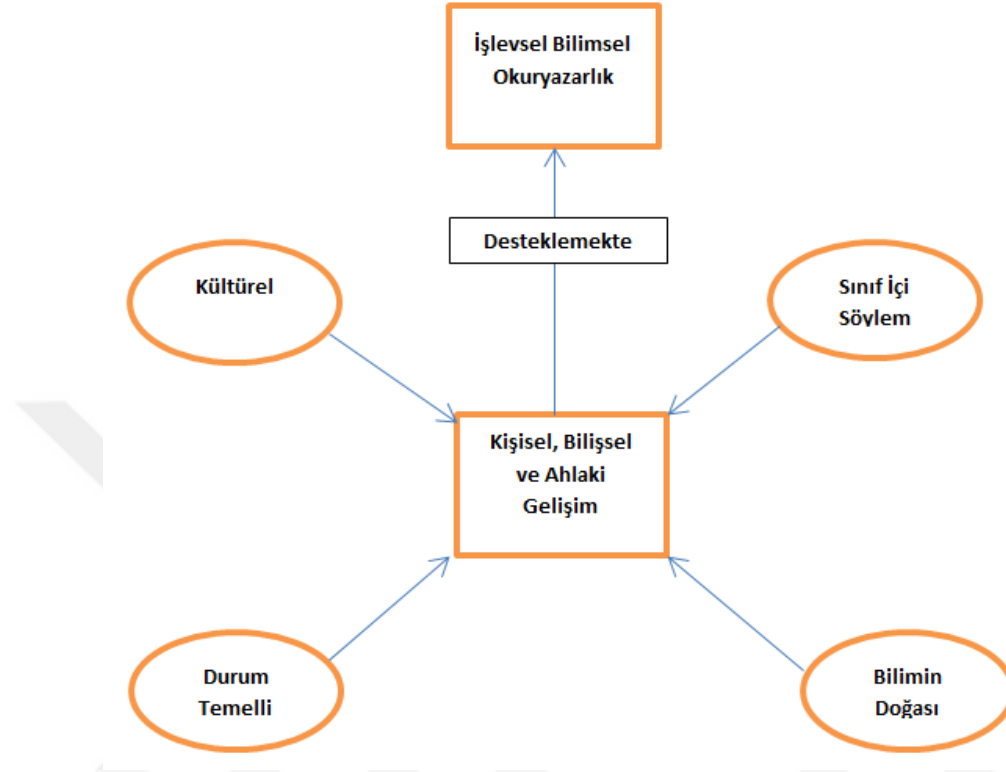 İşlevsel Bilimsel
Okuryazarlık
Desteklemekte
Kültürel
Sınıf İçi
Söylem
Kişisel, Bilişsel
ve Ahlaki
Gelişim
Durum
Temelli
Bilimin
Doğası